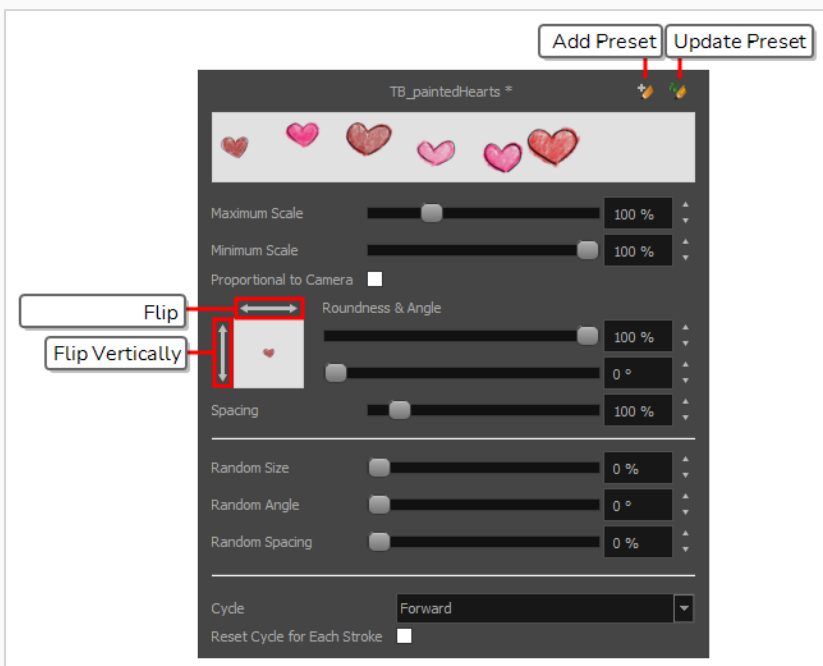 Add Preset
Update Preset
TB_paintedHearts *
Maximum Scale
100 %
Minimum Scale
100 %
Proportional to Camera
Flip
Roundness & Angle
100 %
Flip Vertically
0 °
Spacing
100 %
Random Size
0 %
Random Angle
0 °
Random Spacing
0 %
Cycle
Forward
Reset Cycle for Each Stroke